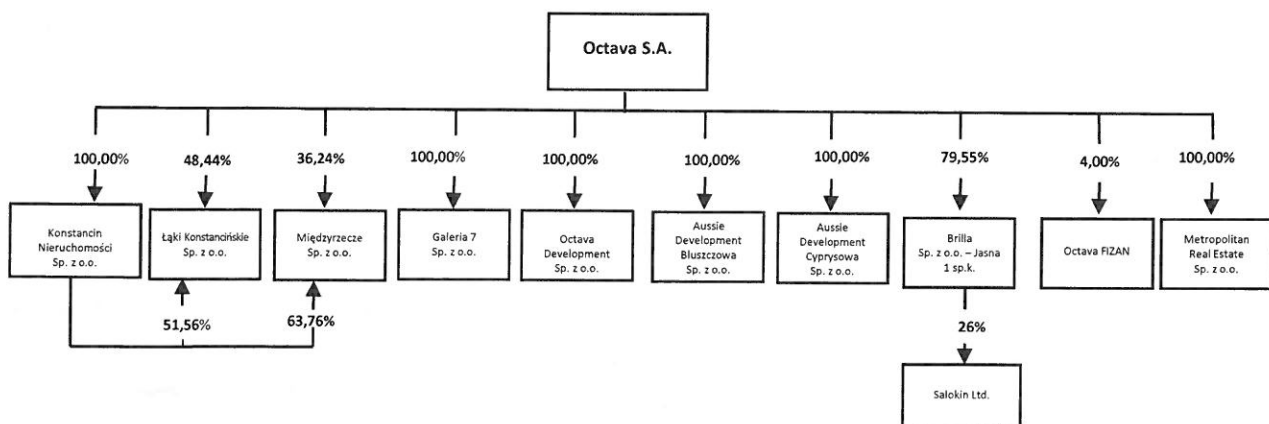 Octava S.A.
100,00%
48,44%
36,24%
100,00%
100,00%
100,00%
100,00%
79,55%
4,00%
100,00%
Konstancin
Nieruchomości
Sp. z o.o.
Łąki Konstancińskie
Sp. z o.o.
Międzyrzecze
Sp. z o.o.
Galeria 7
Sp. z o.o.
Octava
Development
Sp. z o.o.
Aussie
Development
Bluszczowa
Sp. z o.o.
Aussie
Development
Cyprysowa
Sp. z o.o.
Brilla
Sp. z o.o. – Jasna
1 sp.k.
Octava FIZAN
Metropolitan
Real Estate
Sp. z o.o.
51,56%
63,76%
26%
Salokin Ltd.